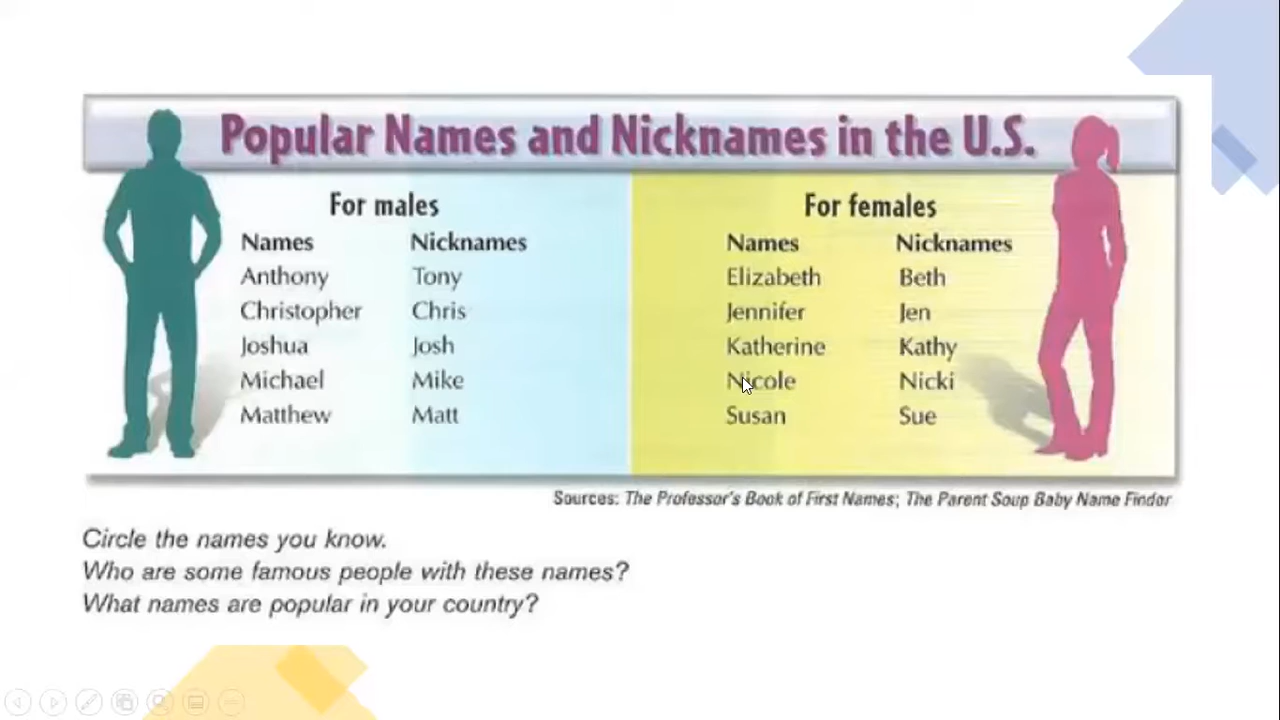 Popular Names and Nicknames in the U.S.
For males
Names Nicknames
Anthony Tony
Christopher Chris
Joshua Josh
Michael Mike
Matthew Matt
For females
Names Nicknames
Elizabeth Beth
Jennifer Jen
Katherine Kathy
Nicole Nicki
Susan Sue
Sources: The Professor's Book of First Names; The Parent Soup Baby Name Finder
Circle the names you know.
Who are some famous people with these names?
What names are popular in your country?